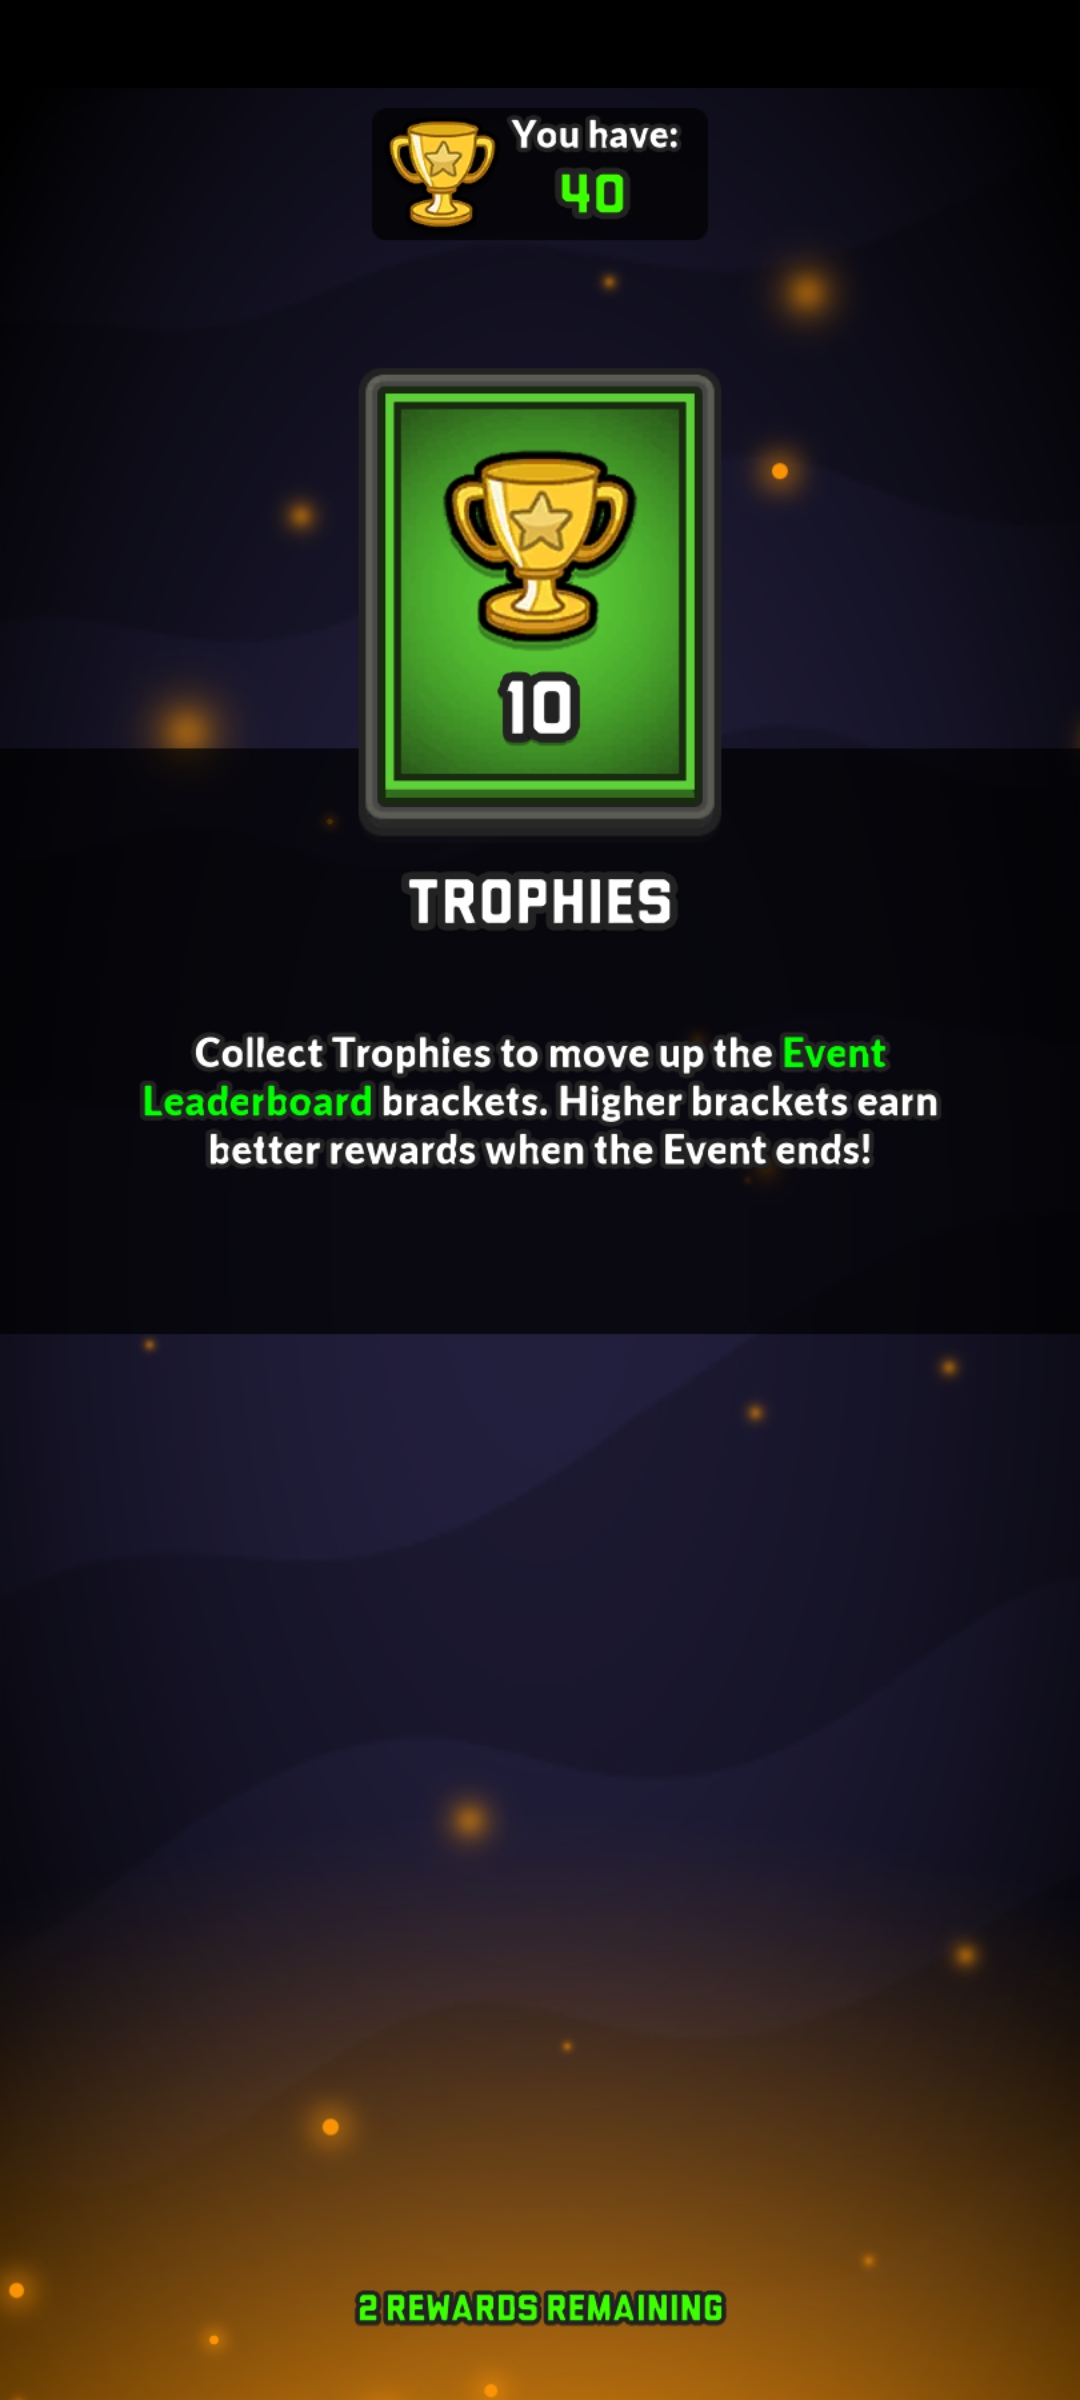 You have:
40
10
TROPHIES
Collect Trophies to move up the Event
Leaderboard brackets. Higher brackets earn
better rewards when the Event ends!
2 REWARDS REMAINING